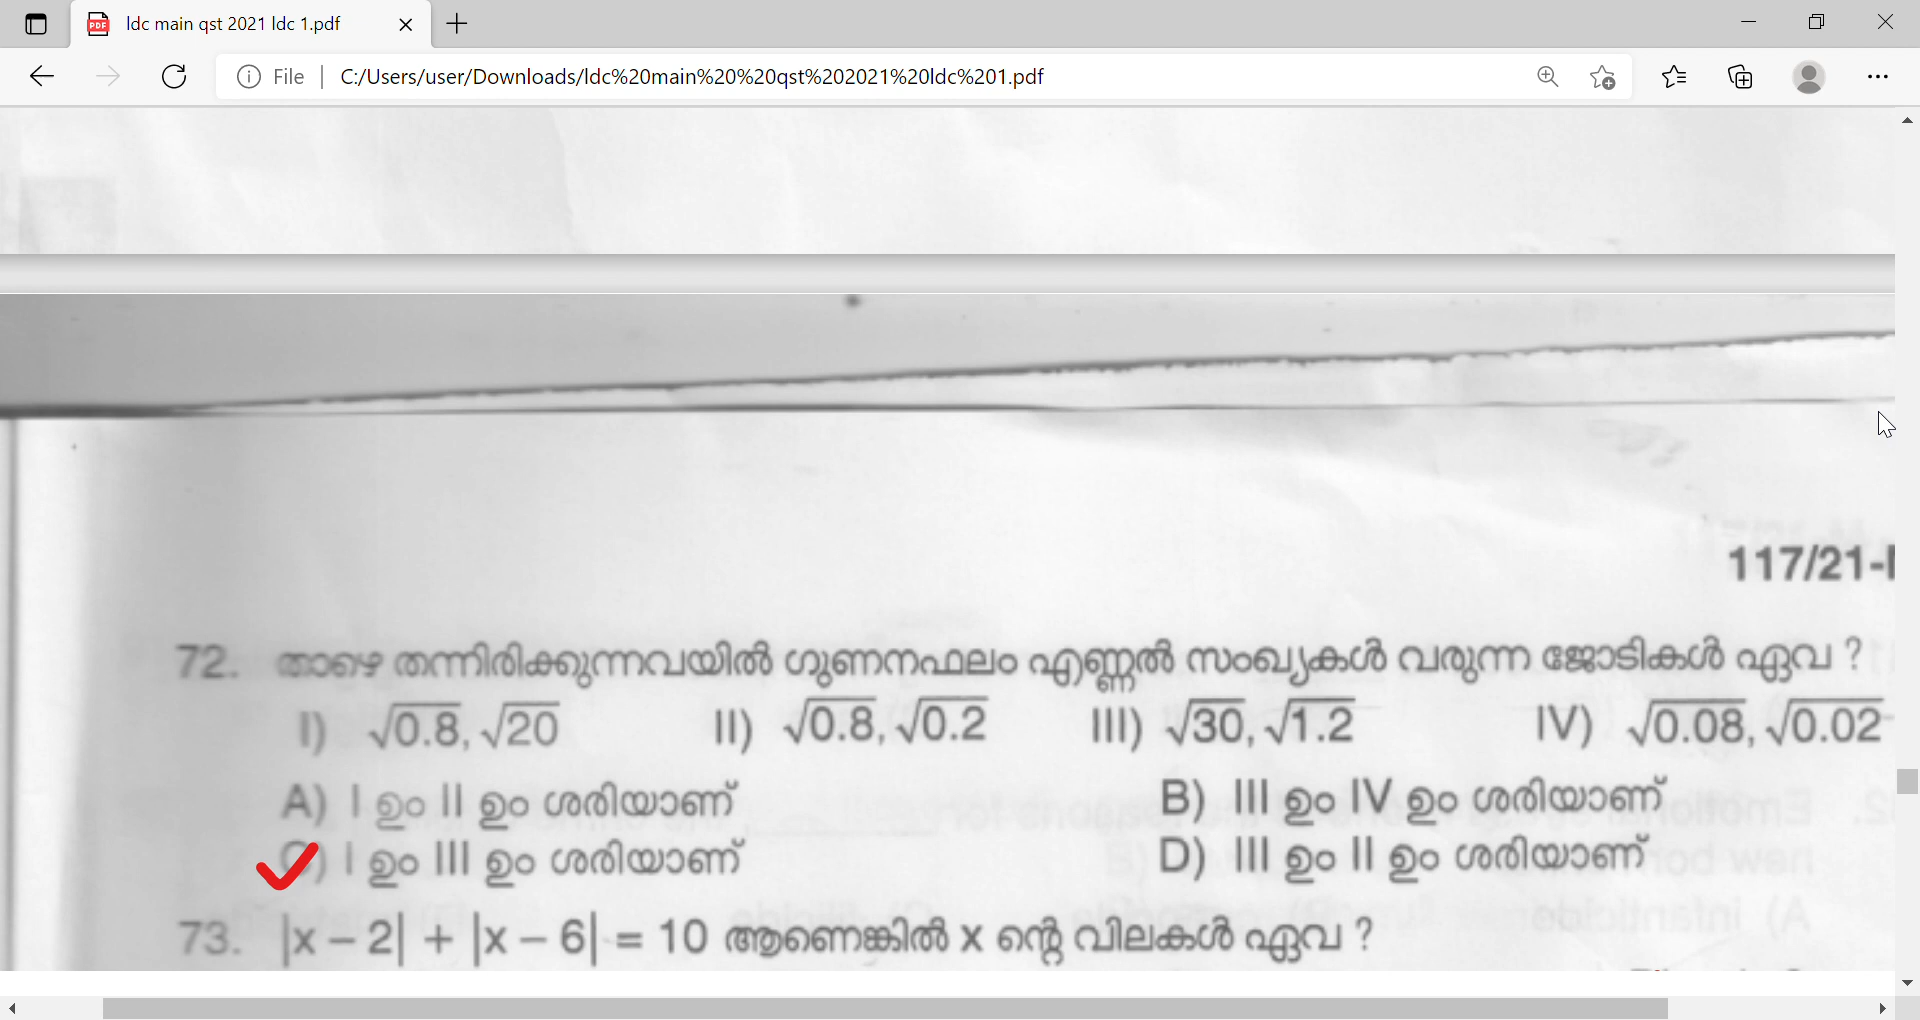 ldc main qst 2021 ldc 1.pdf
File | C:/Users/user/Downloads/ldc%20main%20%20qst%202021%20ldc%201.pdf
117/21-
72. താഴെ തന്നിരിക്കുന്നവയിൽ ഗുണനഫലം എണ്ണൽ സംഖ്യകൾ വരുന്ന ജോടികൾ ഏവ ?
I) √0.8, √20 II) √0.8, √0.2 III) √30, √1.2 IV) √0.08, √0.02
A) I ഉം II ഉം ശരിയാണ് B) III ഉം IV ഉം ശരിയാണ്
C) I ഉം III ഉം ശരിയാണ് D) III ഉം II ഉം ശരിയാണ്
73. |x – 2| + |x – 6| = 10 ആണെങ്കിൽ x ന്റെ വിലകൾ ഏവ ?